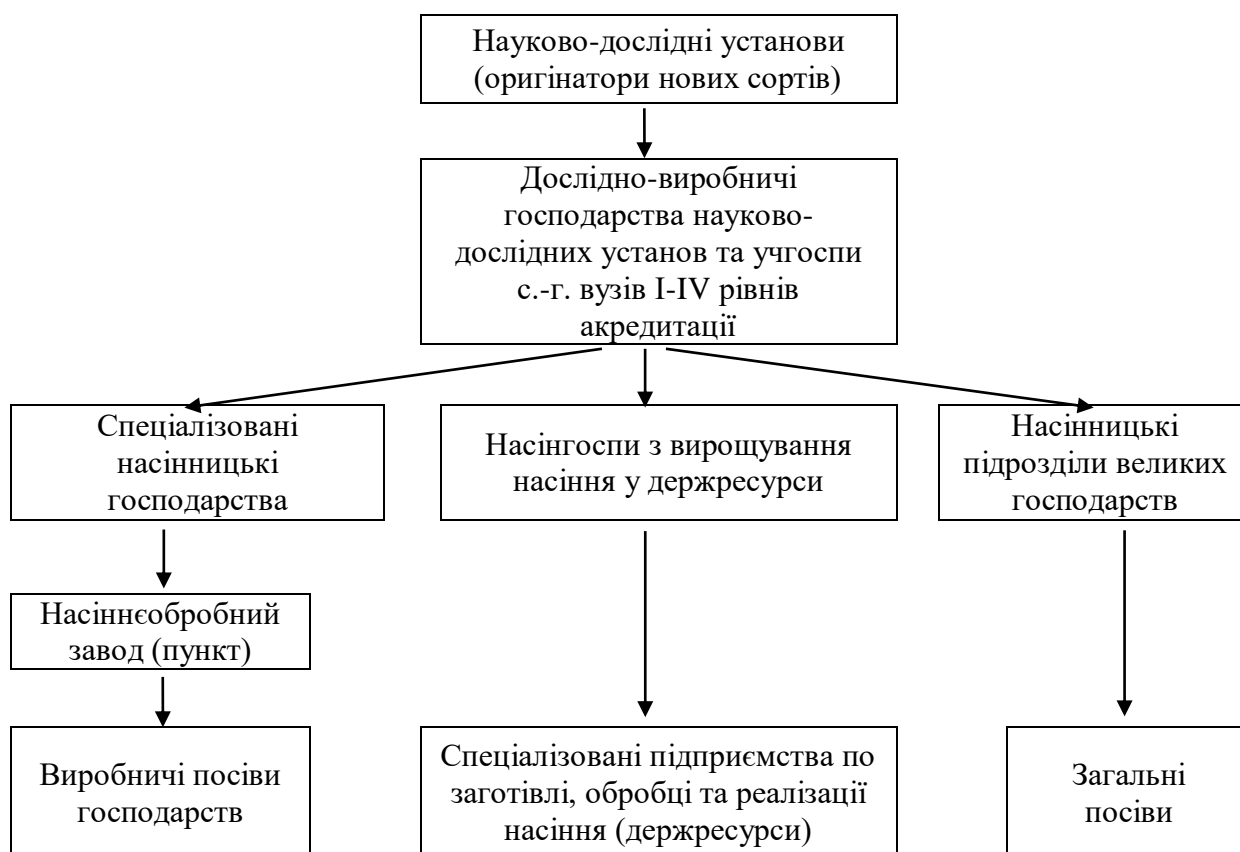 Науково-дослідні установи
(оригінатори нових сортів)
Дослідно-виробничі
господарства науково-
дослідних установ та учгоспи
с.-г. вузів I-IV рівнів
акредитації
Спеціалізовані
насінницькі
господарства
Насінгоспи з вирощування
насіння у держресурси
Насінницькі
підрозділи великих
господарств
Насіннєобробний
завод (пункт)
Виробничі посіви
господарств
Спеціалізовані підприємства по
заготівлі, обробці та реалізації
насіння (держресурси)
Загальні
посіви